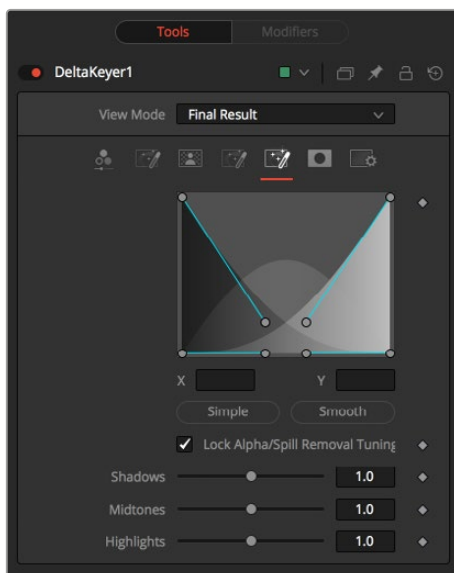 Tools Modifiers
DeltaKeyer1
View Mode Final Result
X Y
Simple Smooth
Lock Alpha/Spill Removal Tuning
Shadows 1.0
Midtones 1.0
Highlights 1.0